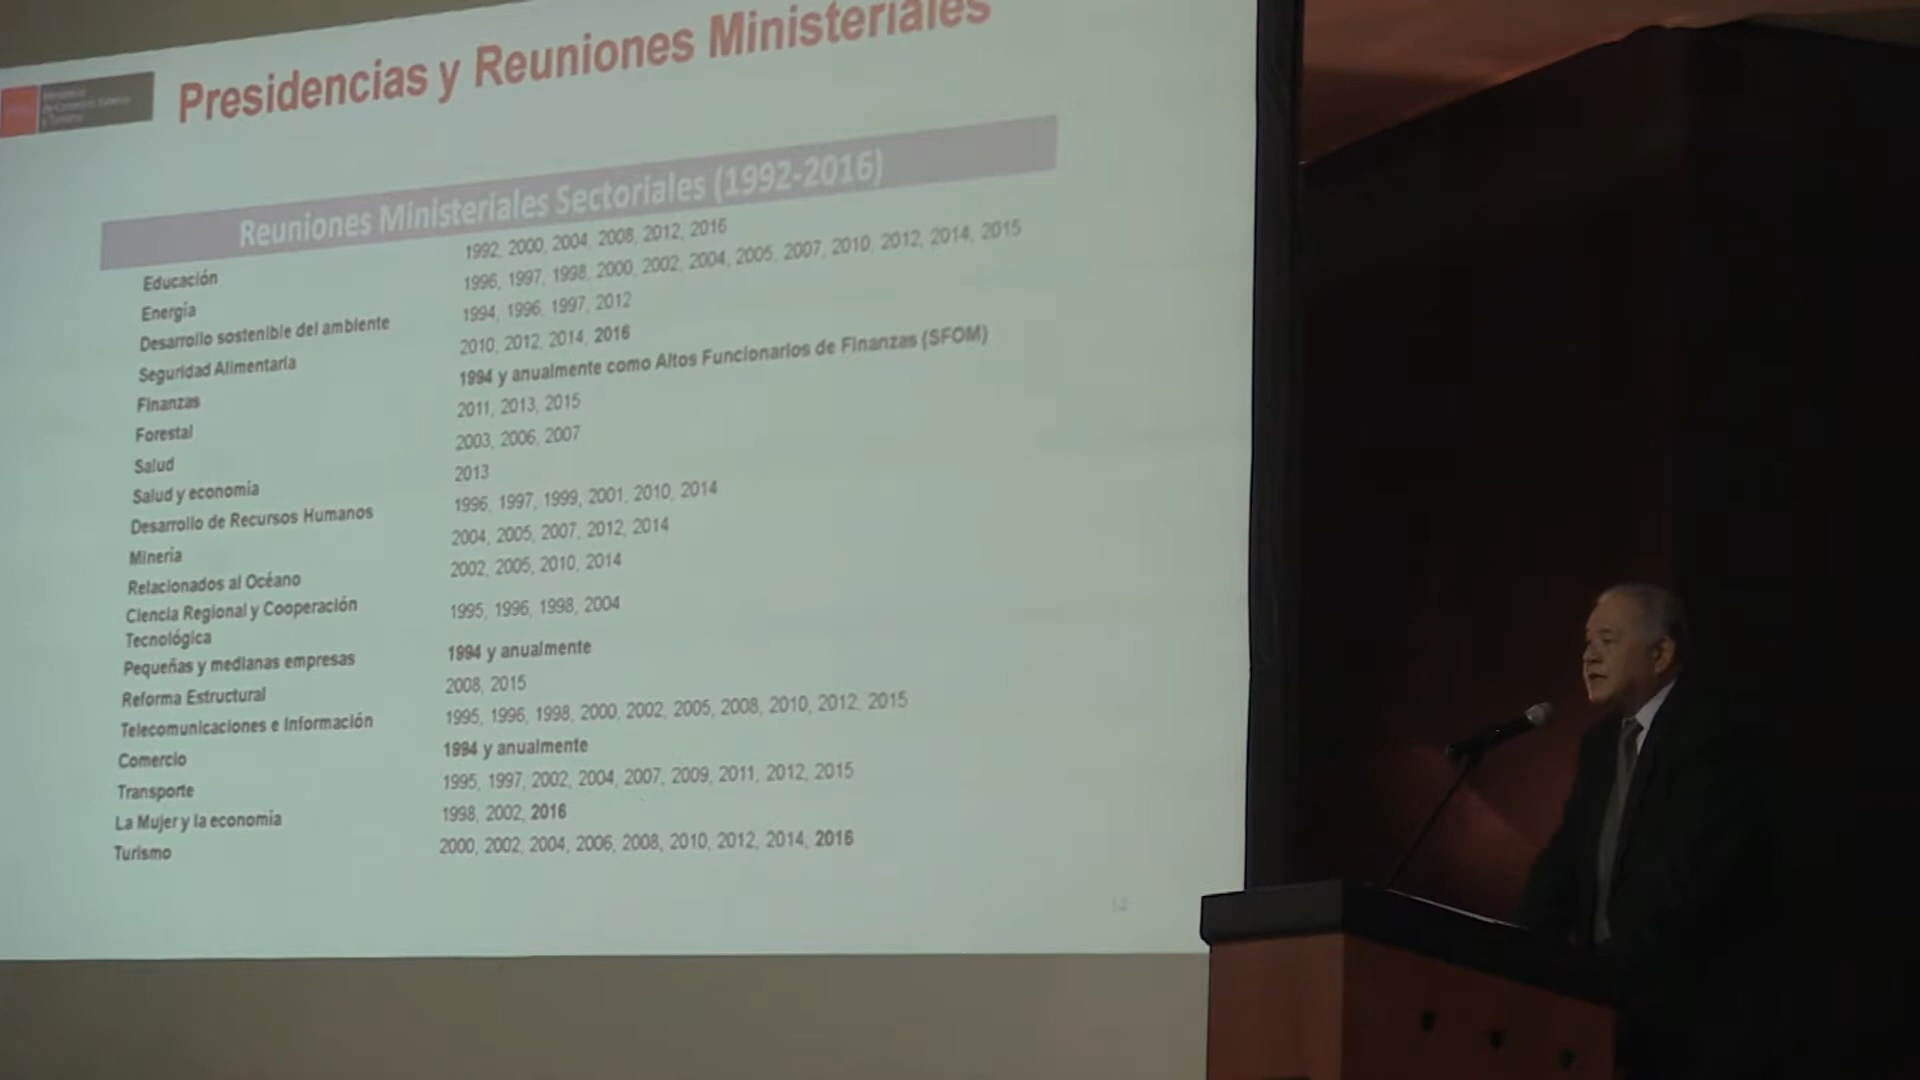 Presidencias y Reuniones Ministeriales
Ministerio
de Comercio Exterior
y Turismo
Reuniones Ministeriales Sectoriales (1992-2016)
Educación 1992, 2000, 2004, 2008, 2012, 2016
Energía 1996, 1997, 1998, 2000, 2002, 2004, 2005, 2007, 2010, 2012, 2014, 2015
Desarrollo sostenible del ambiente 1994, 1996, 1997, 2012
Seguridad Alimentaria 2010, 2012, 2014, 2016
Finanzas 1994 y anualmente como Altos Funcionarios de Finanzas (SFOM)
Forestal 2011, 2013, 2015
Salud 2003, 2006, 2007
Salud y economía 2013
Desarrollo de Recursos Humanos 1996, 1997, 1999, 2001, 2010, 2014
Minería 2004, 2005, 2007, 2012, 2014
Relacionados al Océano 2002, 2005, 2010, 2014
Ciencia Regional y Cooperación 1995, 1996, 1998, 2004
Tecnológica
Pequeñas y medianas empresas 1994 y anualmente
Reforma Estructural 2008, 2015
Telecomunicaciones e Información 1995, 1996, 1998, 2000, 2002, 2005, 2008, 2010, 2012, 2015
Comercio 1994 y anualmente
Transporte 1995, 1997, 2002, 2004, 2007, 2009, 2011, 2012, 2015
La Mujer y la economía 1998, 2002, 2016
Turismo 2000, 2002, 2004, 2006, 2008, 2010, 2012, 2014, 2016